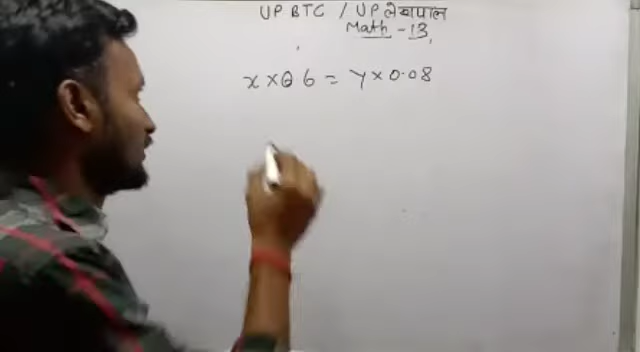 UP BTC / UP लेखपाल
Math - 13
x × 0 6 = y × 0.08